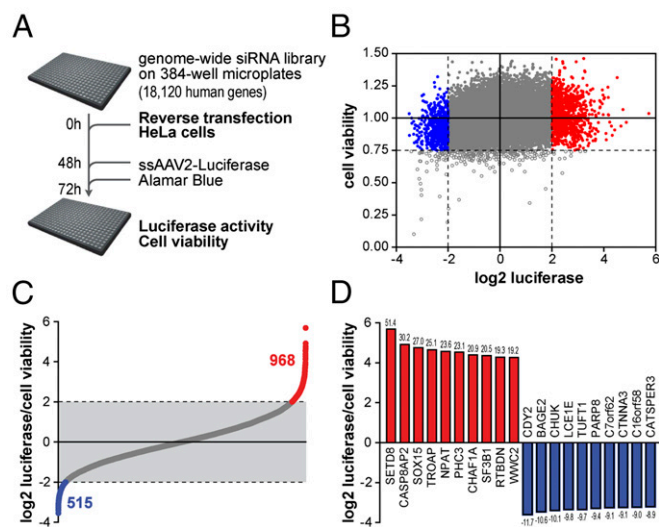 A
genome-wide siRNA library
on 384-well microplates
(18,120 human genes)
0h
Reverse transfection
HeLa cells
48h
ssAAV2-Luciferase
72h
Alamar Blue
Luciferase activity
Cell viability
B
cell viability
1.50
1.25
1.00
0.75
0.50
0.25
0.00
-4
-2
0
2
4
6
log2 luciferase
C
log2 luciferase/cell viability
6
4
2
0
-2
-4
968
515
D
log2 luciferase/cell viability
6
4
2
0
-2
-4
51.4
30.2
27.0
25.1
23.6
23.1
20.9
20.5
19.3
19.2
SETD8
CASP8AP2
SOX15
TROAP
NPAT
PHC3
CHAF1A
SF3B1
RTBDN
WWC2
CDY2
BAGE2
CHUK
LCE1E
TUFT1
PARP8
C7orf62
CTNNA3
C16orf58
CATSPER3
-11.7
-10.6
-10.1
-9.8
-9.7
-9.4
-9.1
-9.1
-9.0
-8.9